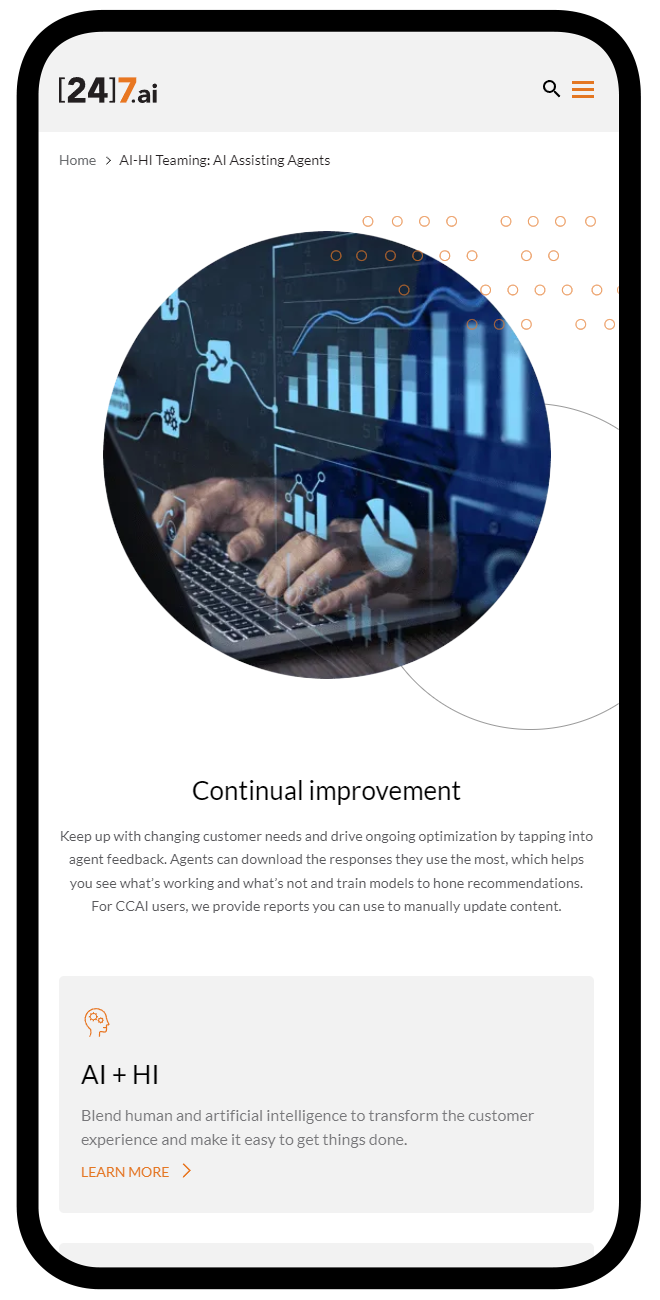 [24]7.ai
Home > AI-HI Teaming: AI Assisting Agents
Continual improvement
Keep up with changing customer needs and drive ongoing optimization by tapping into
agent feedback. Agents can download the responses they use the most, which helps
you see what’s working and what’s not and train models to hone recommendations.
For CCAI users, we provide reports you can use to manually update content.
AI + HI
Blend human and artificial intelligence to transform the customer
experience and make it easy to get things done.
LEARN MORE